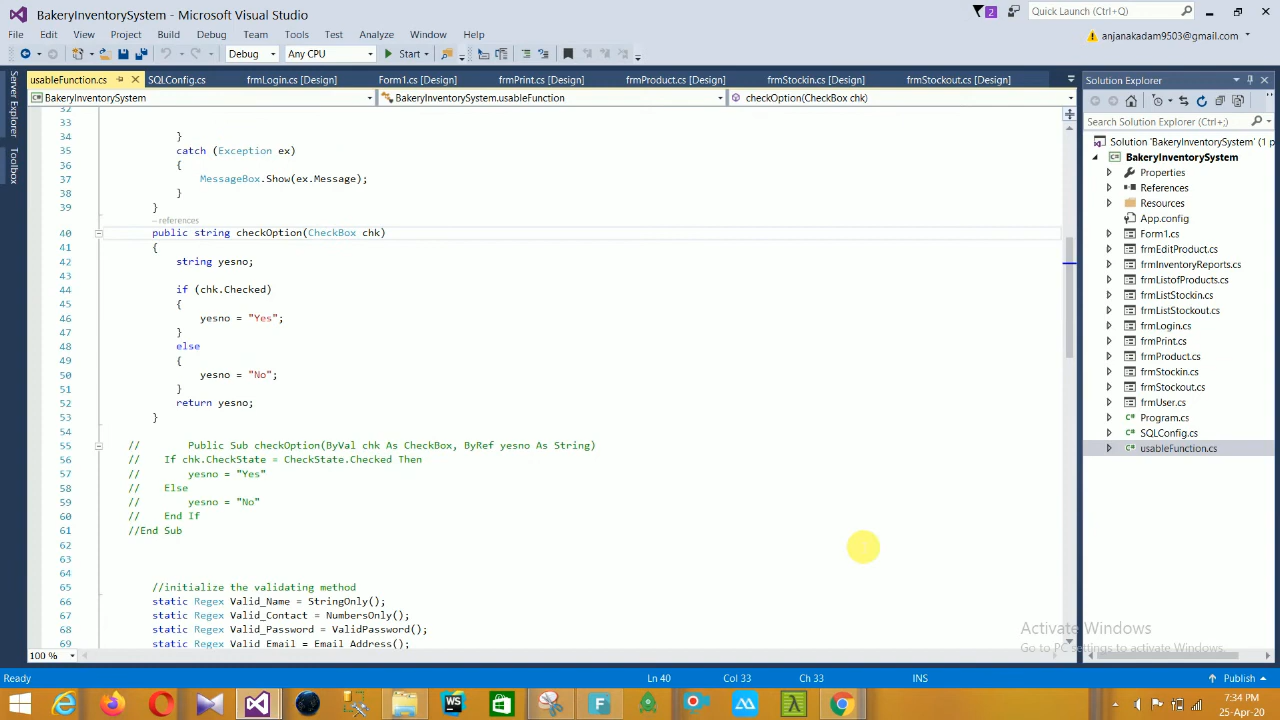 BakeryInventorySystem - Microsoft Visual Studio
2
Quick Launch (Ctrl+Q)
File Edit View Project Build Debug Team Tools Test Analyze Window Help
anjanakadam9503@gmail.com
Debug Any CPU Start
usableFunction.cs SQLConfig.cs frmLogin.cs [Design] Form1.cs [Design] frmPrint.cs [Design] frmProduct.cs [Design] frmStockin.cs [Design] frmStockout.cs [Design]
BakeryInventorySystem BakeryInventorySystem.usableFunction checkOption(CheckBox chk)
Server Explorer
Toolbox
32
33
34 }
35 catch (Exception ex)
36 {
37 MessageBox.Show(ex.Message);
38 }
39 }
– references
40 public string checkOption(CheckBox chk)
41 {
42 string yesno;
43
44 if (chk.Checked)
45 {
46 yesno = "Yes";
47 }
48 else
49 {
50 yesno = "No";
51 }
52 return yesno;
53 }
54
55 // Public Sub checkOption(ByVal chk As CheckBox, ByRef yesno As String)
56 // If chk.CheckState = CheckState.Checked Then
57 // yesno = "Yes"
58 // Else
59 // yesno = "No"
60 // End If
61 //End Sub
62
63
64
65 //initialize the validating method
66 static Regex Valid_Name = StringOnly();
67 static Regex Valid_Contact = NumbersOnly();
68 static Regex Valid_Password = ValidPassword();
69 static Regex Valid_Email = Email_Address();
100 %
Solution Explorer
Search Solution Explorer (Ctrl+;)
Solution 'BakeryInventorySystem' (1 p
BakeryInventorySystem
Properties
References
Resources
App.config
Form1.cs
frmEditProduct.cs
frmInventoryReports.cs
frmListofProducts.cs
frmListStockin.cs
frmListStockout.cs
frmLogin.cs
frmPrint.cs
frmProduct.cs
frmStockin.cs
frmStockout.cs
frmUser.cs
Program.cs
SQLConfig.cs
usableFunction.cs
Activate Windows
Go to PC settings to activate Windows.
Ready Ln 40 Col 33 Ch 33 INS Publish
WS
F
7:34 PM
25-Apr-20